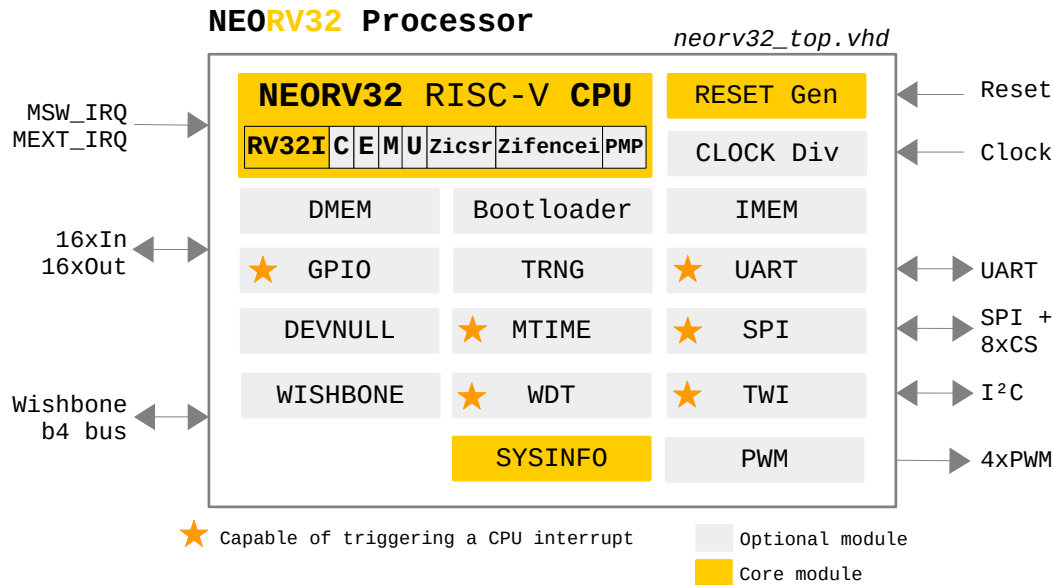 NEORV32 Processor
neorv32_top.vhd
NEORV32 RISC-V CPU
RV32I C E M U Zicsr Zifencei PMP
RESET Gen
CLOCK Div
Reset
Clock
MSW_IRQ
MEXT_IRQ
DMEM
Bootloader
IMEM
16xIn
16xOut
GPIO
TRNG
UART
UART
DEVNULL
MTIME
SPI
SPI +
8xCS
Wishbone
b4 bus
WISHBONE
WDT
TWI
I²C
SYSINFO
PWM
4xPWM
Capable of triggering a CPU interrupt
Optional module
Core module